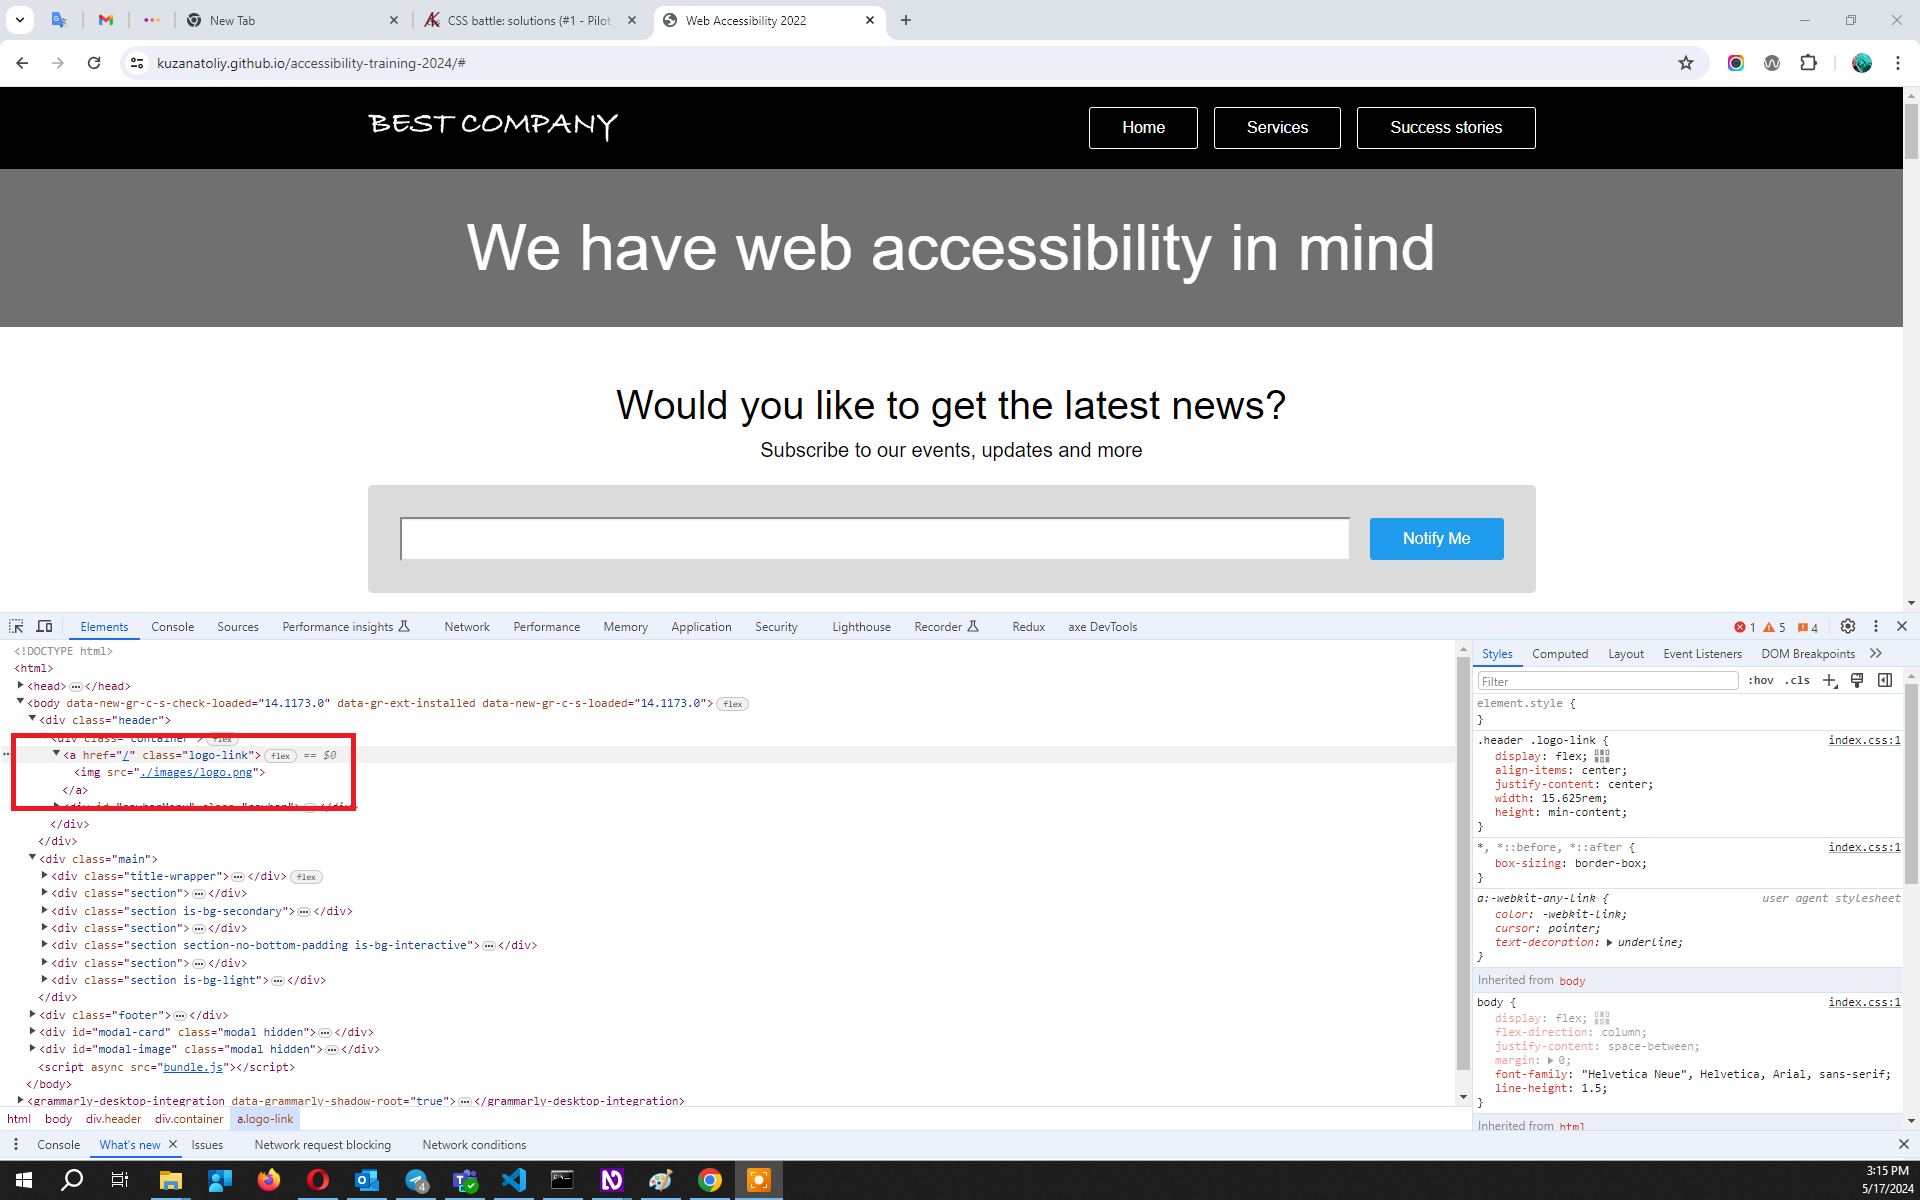 New Tab
CSS battle: solutions (#1 - Pilot
Web Accessibility 2022
kuzanatoliy.github.io/accessibility-training-2024/#
BEST COMPANY
Home
Services
Success stories
We have web accessibility in mind
Would you like to get the latest news?
Subscribe to our events, updates and more
Notify Me
Elements Console Sources Performance insights Network Performance Memory Application Security Lighthouse Recorder Redux axe DevTools 1 5 4
<!DOCTYPE html>
<html>
<head>…</head>
<body data-new-gr-c-s-check-loaded="14.1173.0" data-gr-ext-installed data-new-gr-c-s-loaded="14.1173.0"> flex
<div class="header">
<div class="container"> flex
<a href="/" class="logo-link"> flex == $0
<img src="./images/logo.png">
</a>
<div id="navbarMenu" class="navbar">…</div>
</div>
</div>
<div class="main">
<div class="title-wrapper">…</div> flex
<div class="section">…</div>
<div class="section is-bg-secondary">…</div>
<div class="section">…</div>
<div class="section section-no-bottom-padding is-bg-interactive">…</div>
<div class="section">…</div>
<div class="section is-bg-light">…</div>
</div>
<div class="footer">…</div>
<div id="modal-card" class="modal hidden">…</div>
<div id="modal-image" class="modal hidden">…</div>
<script async src="bundle.js"></script>
</body>
<grammarly-desktop-integration data-grammarly-shadow-root="true">…</grammarly-desktop-integration>
html body div.header div.container a.logo-link
Styles Computed Layout Event Listeners DOM Breakpoints
Filter :hov .cls
element.style {
}
.header .logo-link { index.css:1
display: flex;
align-items: center;
justify-content: center;
width: 15.625rem;
height: min-content;
}
*, *::before, *::after { index.css:1
box-sizing: border-box;
}
a:-webkit-any-link { user agent stylesheet
color: -webkit-link;
cursor: pointer;
text-decoration: underline;
}
Inherited from body
body { index.css:1
display: flex;
flex-direction: column;
justify-content: space-between;
margin: 0;
font-family: "Helvetica Neue", Helvetica, Arial, sans-serif;
line-height: 1.5;
}
Inherited from html
Console What's new Issues Network request blocking Network conditions
4
3:15 PM
5/17/2024